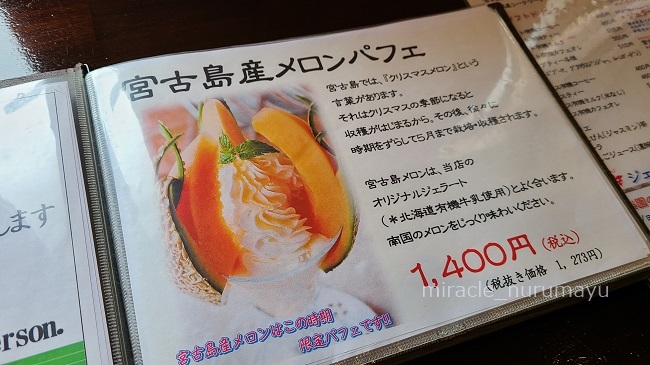 宮古島産メロンパフェ
宮古島では、『クリスマスメロン』という
言葉があります。
それはクリスマスの季節になると
収穫がはじまるから。その後、段々に
時期をずらして5月まで栽培・収穫されます。
宮古島メロンは、当店の
オリジナルジェラート
(＊北海道有機牛乳使用)とよく合います。
南国のメロンをじっくり味わいください。
1,400円(税込)
(税抜き価格 1,273円)
宮古島産メロンはこの時期
限定パフェです!!
ます
erson.
miracle_nurumayu